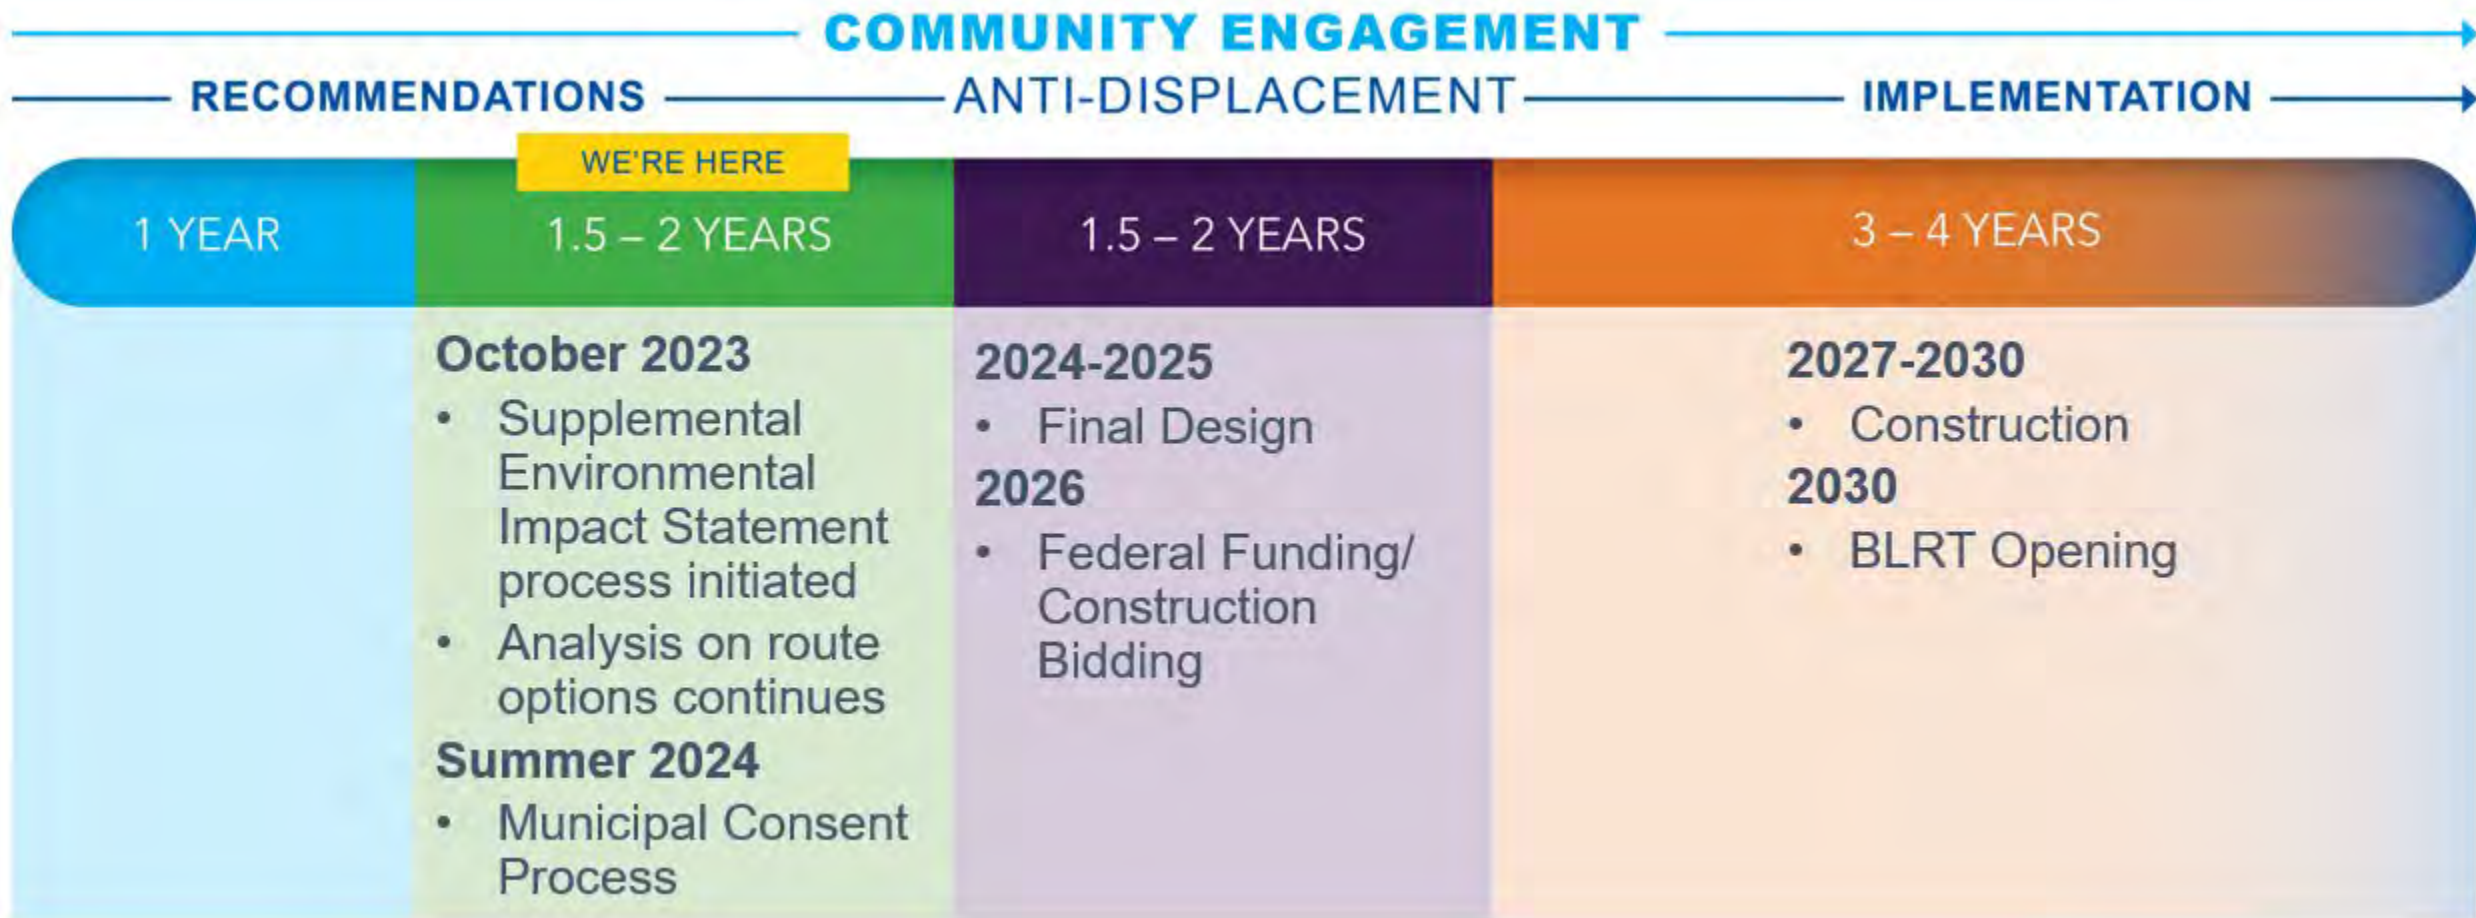 COMMUNITY ENGAGEMENT
RECOMMENDATIONS
ANTI-DISPLACEMENT
IMPLEMENTATION
WE'RE HERE
1 YEAR
1.5 – 2 YEARS
1.5 – 2 YEARS
3 – 4 YEARS
October 2023
• Supplemental
Environmental
Impact Statement
process initiated
• Analysis on route
options continues
Summer 2024
• Municipal Consent
Process
2024-2025
• Final Design
2026
• Federal Funding/
Construction
Bidding
2027-2030
• Construction
2030
• BLRT Opening